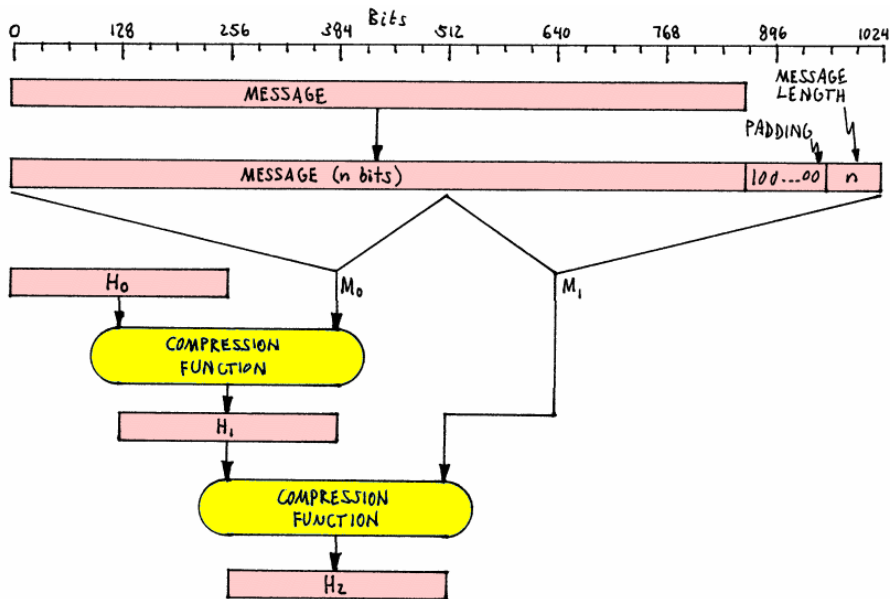 Bits
0 128 256 384 512 640 768 896 1024
MESSAGE
MESSAGE
LENGTH
PADDING
MESSAGE (n bits)
100...00
n
H₀
M₀
M₁
COMPRESSION
FUNCTION
H₁
COMPRESSION
FUNCTION
H₂